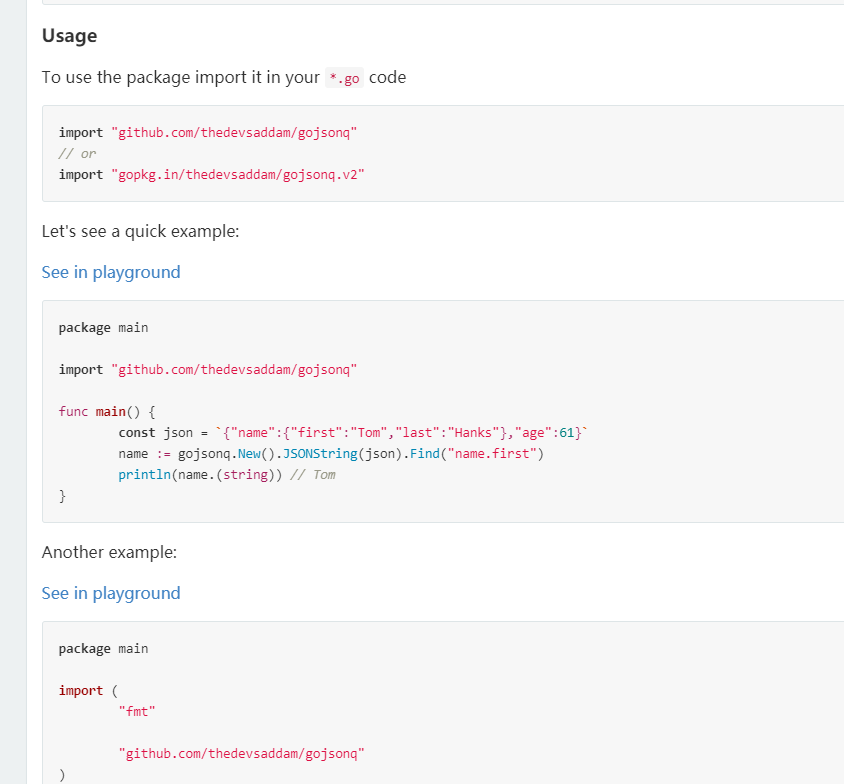 Usage
To use the package import it in your *.go code
import "github.com/thedevsaddam/gojsonq"
// or
import "gopkg.in/thedevsaddam/gojsonq.v2"
Let's see a quick example:
See in playground
package main
import "github.com/thedevsaddam/gojsonq"
func main() {
const json = `{"name":{"first":"Tom","last":"Hanks"},"age":61}`
name := gojsonq.New().JSONString(json).Find("name.first")
println(name.(string)) // Tom
}
Another example:
See in playground
package main
import (
"fmt"
"github.com/thedevsaddam/gojsonq"
)